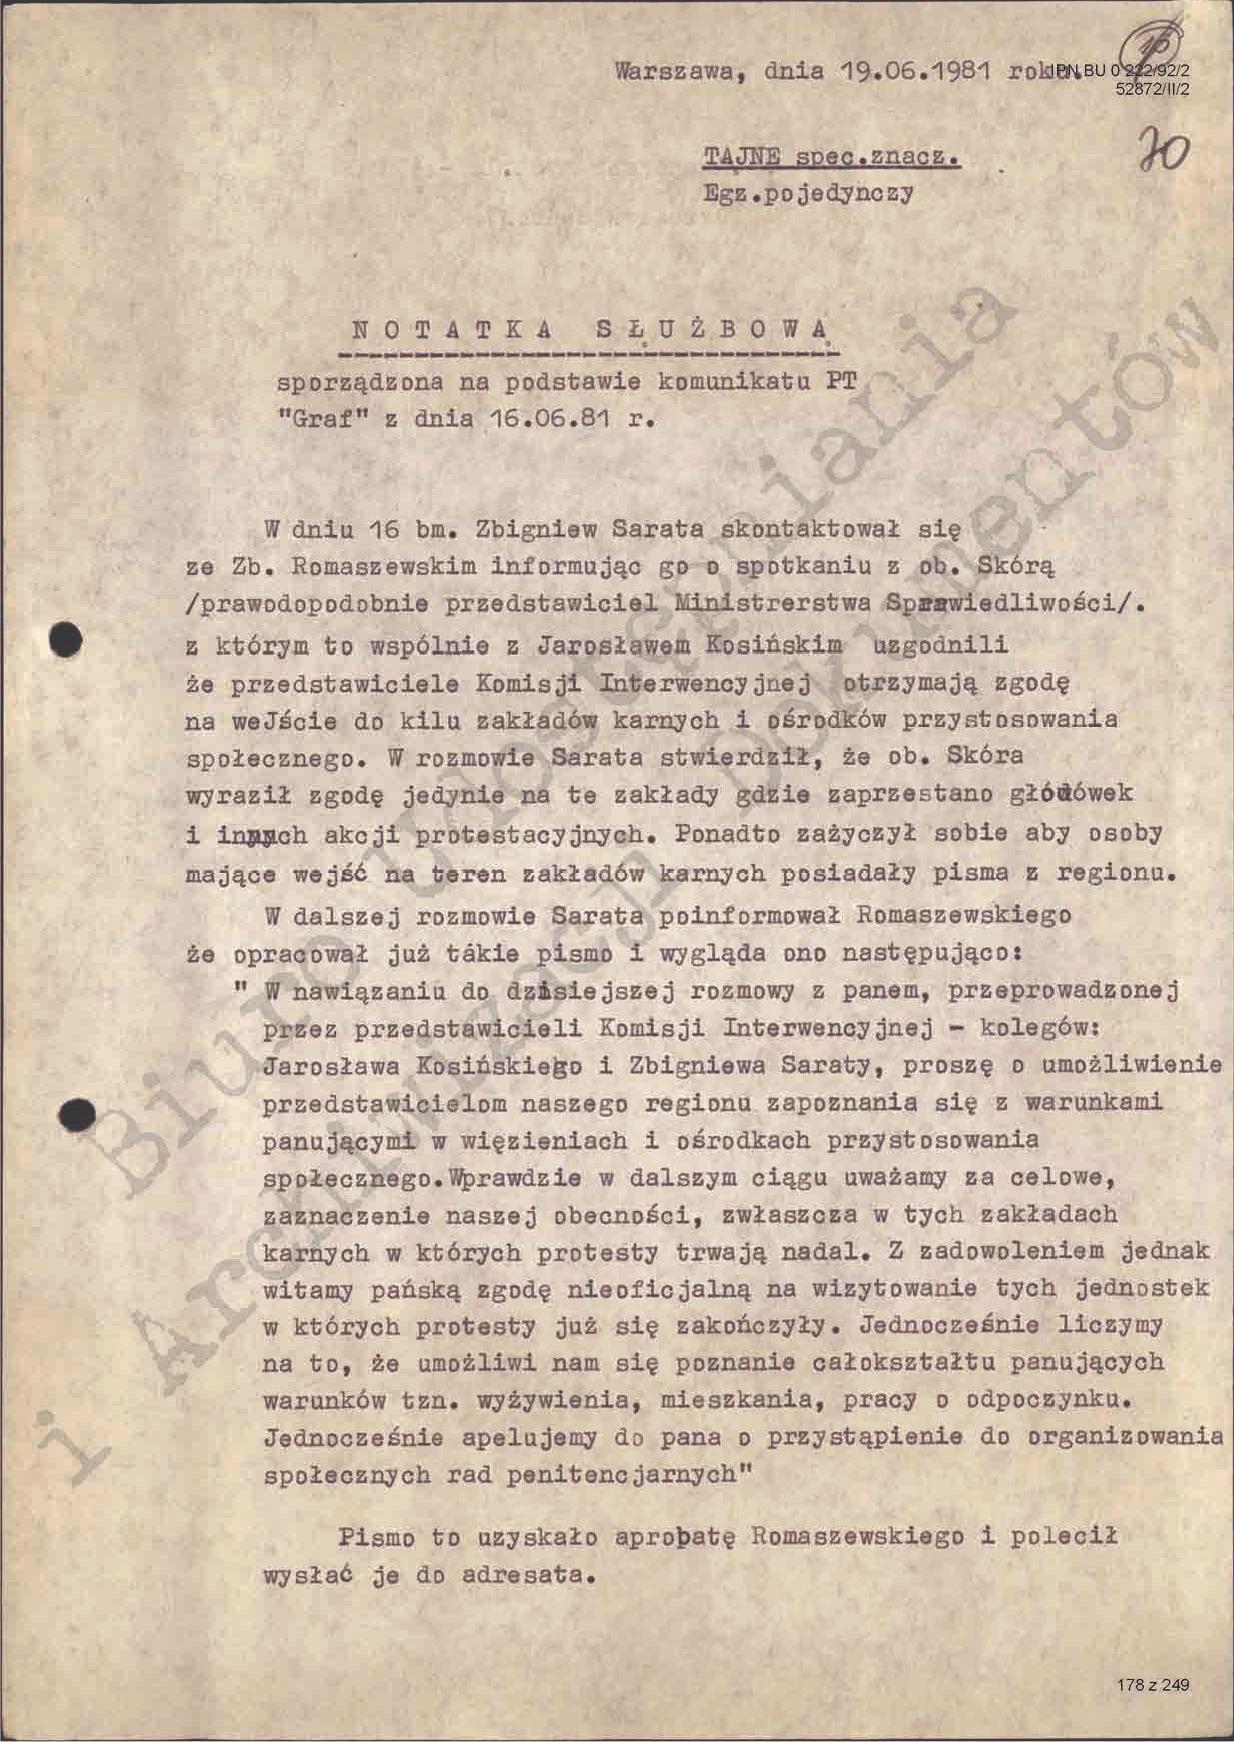 Warszawa, dnia 19.06.1981 roku.
IPN BU 0 222/92/2
52872/II/2
70
TAJNE spec.znacz.
Egz.pojedynczy
NOTATKA SŁUŻBOWA
sporządzona na podstawie komunikatu PT
"Graf" z dnia 16.06.81 r.
W dniu 16 bm. Zbigniew Sarata skontaktował się
ze Zb. Romaszewskim informując go o spotkaniu z ob. Skórą
/prawodopodobnie przedstawiciel Ministrerstwa Sprawiedliwości/.
z którym to wspólnie z Jarosławem Kosińskim uzgodnili
że przedstawiciele Komisji Interwencyjnej otrzymają zgodę
na weJście do kilu zakładów karnych i ośrodków przystosowania
społecznego. W rozmowie Sarata stwierdził, że ob. Skóra
wyraził zgodę jedynie na te zakłady gdzie zaprzestano głódówek
i innych akcji protestacyjnych. Ponadto zażyczył sobie aby osoby
mające wejść na teren zakładów karnych posiadały pisma z regionu.
W dalszej rozmowie Sarata poinformował Romaszewskiego
że opracował już tákie pismo i wygląda ono następująco:
" W nawiązaniu do dzisiejszej rozmowy z panem, przeprowadzonej
przez przedstawicieli Komisji Interwencyjnej - kolegów:
Jarosława Kosińskiego i Zbigniewa Saraty, proszę o umożliwienie
przedstawicielom naszego regionu zapoznania się z warunkami
panującymi w więzieniach i ośrodkach przystosowania
społecznego.Wprawdzie w dalszym ciągu uważamy za celowe,
zaznaczenie naszej obecności, zwłaszcza w tych zakładach
karnych w których protesty trwają nadal. Z zadowoleniem jednak
witamy pańską zgodę nieoficjalną na wizytowanie tych jednostek
w których protesty już się zakończyły. Jednocześnie liczymy
na to, że umożliwi nam się poznanie całokształtu panujących
warunków tzn. wyżywienia, mieszkania, pracy o odpoczynku.
Jednocześnie apelujemy do pana o przystąpienie do organizowania
społecznych rad penitencjarnych"
Pismo to uzyskało aprobatę Romaszewskiego i polecił
wysłać je do adresata.
Biuro Udostępniania
i Archiwizacji Dokumentów
178 z 249